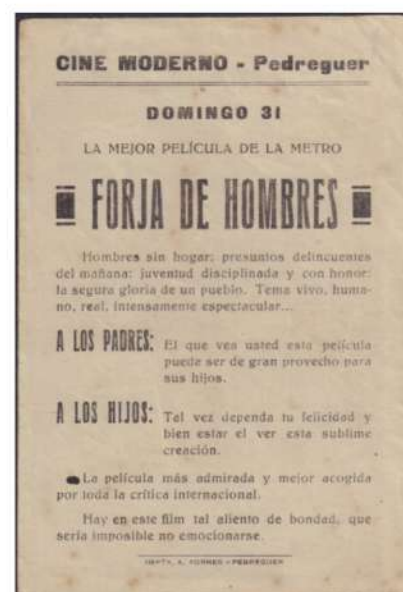 CINE MODERNO - Pedreguer
DOMINGO 31
LA MEJOR PELÍCULA DE LA METRO
FORJA DE HOMBRES
Hombres sin hogar; presuntos delincuentes
del mañana: juventud disciplinada y con honor:
la segura gloria de un pueblo. Tema vivo, huma-
no, real, intensamente espectacular...
A LOS PADRES: El que vea usted esta película
puede ser de gran provecho para
sus hijos.
A LOS HIJOS: Tal vez dependa tu felicidad y
bien estar el ver esta sublime
creación.
La película más admirada y mejor acogida
por toda la crítica internacional.
Hay en este film tal aliento de bondad, que
sería imposible no emocionarse.
IMPTA. A. FORNES - PEDREGUER